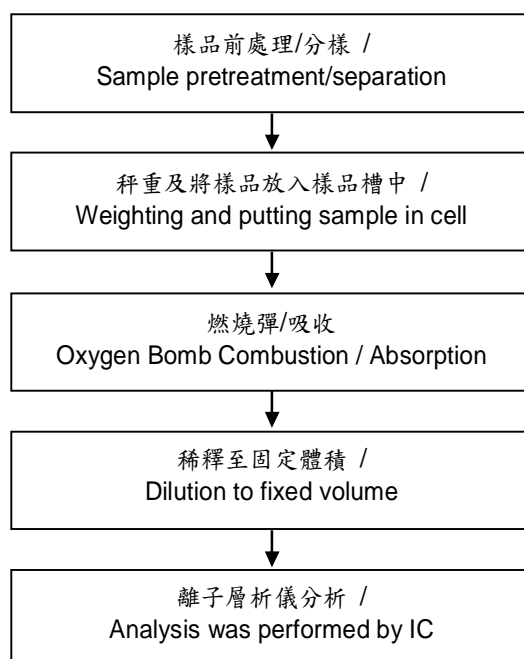 樣品前處理/分樣 /
Sample pretreatment/separation
秤重及將樣品放入樣品槽中 /
Weighting and putting sample in cell
燃燒彈/吸收
Oxygen Bomb Combustion / Absorption
稀釋至固定體積 /
Dilution to fixed volume
離子層析儀分析 /
Analysis was performed by IC